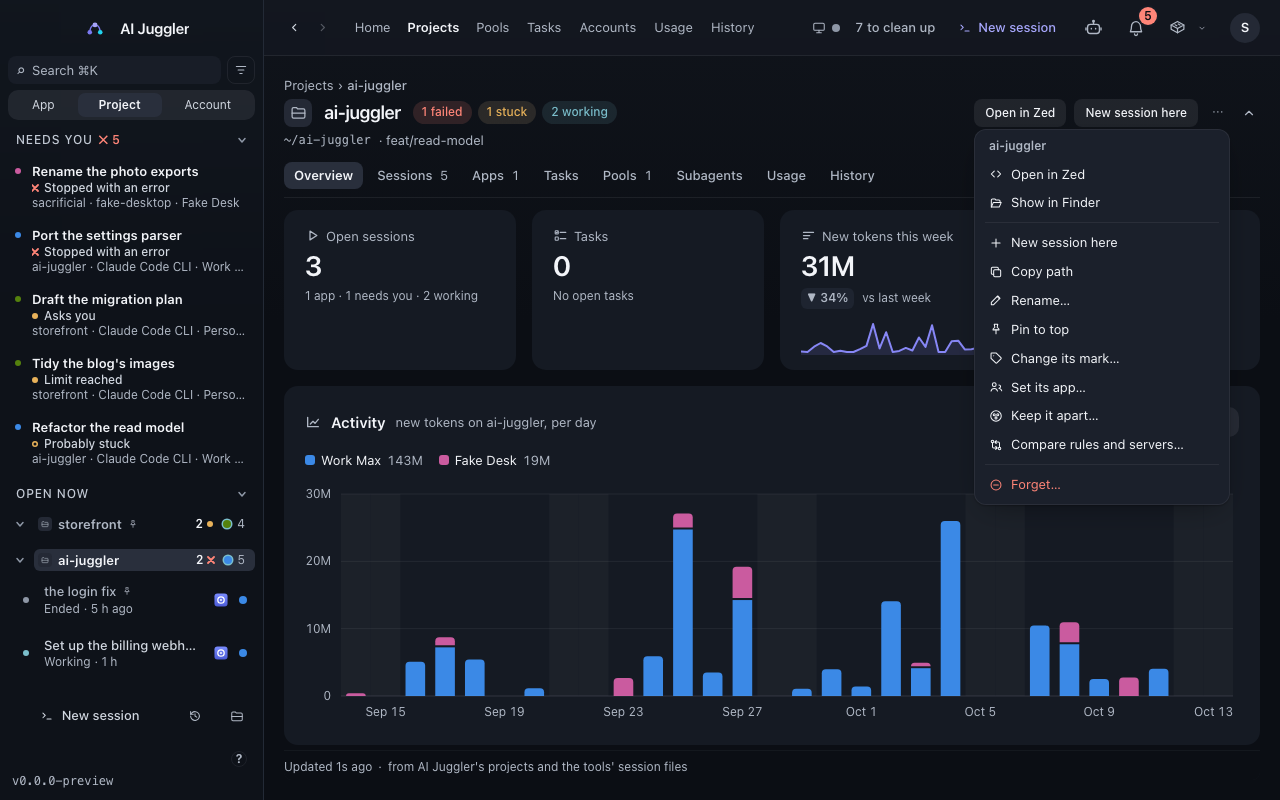 AI Juggler
Search ⌘K
App Project Account
NEEDS YOU 5
Rename the photo exports
Stopped with an error
sacrificial · fake-desktop · Fake Desk
Port the settings parser
Stopped with an error
ai-juggler · Claude Code CLI · Work ...
Draft the migration plan
Asks you
storefront · Claude Code CLI · Perso...
Tidy the blog's images
Limit reached
storefront · Claude Code CLI · Perso...
Refactor the read model
Probably stuck
ai-juggler · Claude Code CLI · Work ...
OPEN NOW
storefront 2 4
ai-juggler 2 5
the login fix
Ended · 5 h ago
Set up the billing webh...
Working · 1 h
New session
?
v0.0.0-preview
Home Projects Pools Tasks Accounts Usage History
7 to clean up
New session
5
S
Projects › ai-juggler
ai-juggler 1 failed 1 stuck 2 working
Open in Zed New session here ...
~/ai-juggler · feat/read-model
Overview Sessions 5 Apps 1 Tasks Pools 1 Subagents Usage History
Open sessions
3
1 app · 1 needs you · 2 working
Tasks
0
No open tasks
New tokens this week
31M
▼ 34% vs last week
Activity new tokens on ai-juggler, per day
Work Max 143M Fake Desk 19M
30M
20M
10M
0
Sep 15 Sep 19 Sep 23 Sep 27 Oct 1 Oct 5 Oct 9 Oct 13
Updated 1s ago · from AI Juggler's projects and the tools' session files
ai-juggler
Open in Zed
Show in Finder
New session here
Copy path
Rename...
Pin to top
Change its mark...
Set its app...
Keep it apart...
Compare rules and servers...
Forget...